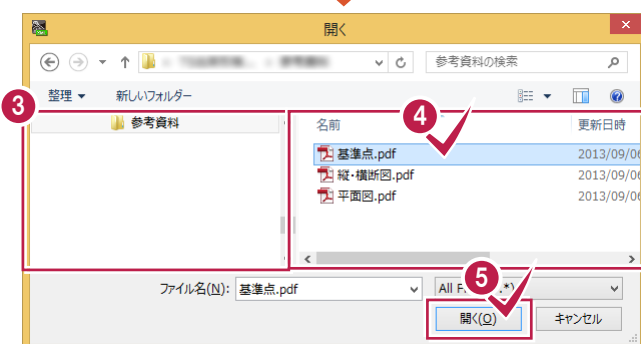 開く
参考資料の検索
整理 新しいフォルダー
3
参考資料
4
名前 更新日時
基準点.pdf 2013/09/06
縦・横断図.pdf 2013/09/06
平面図.pdf 2013/09/06
5
ファイル名(N): 基準点.pdf All
開く(O) キャンセル